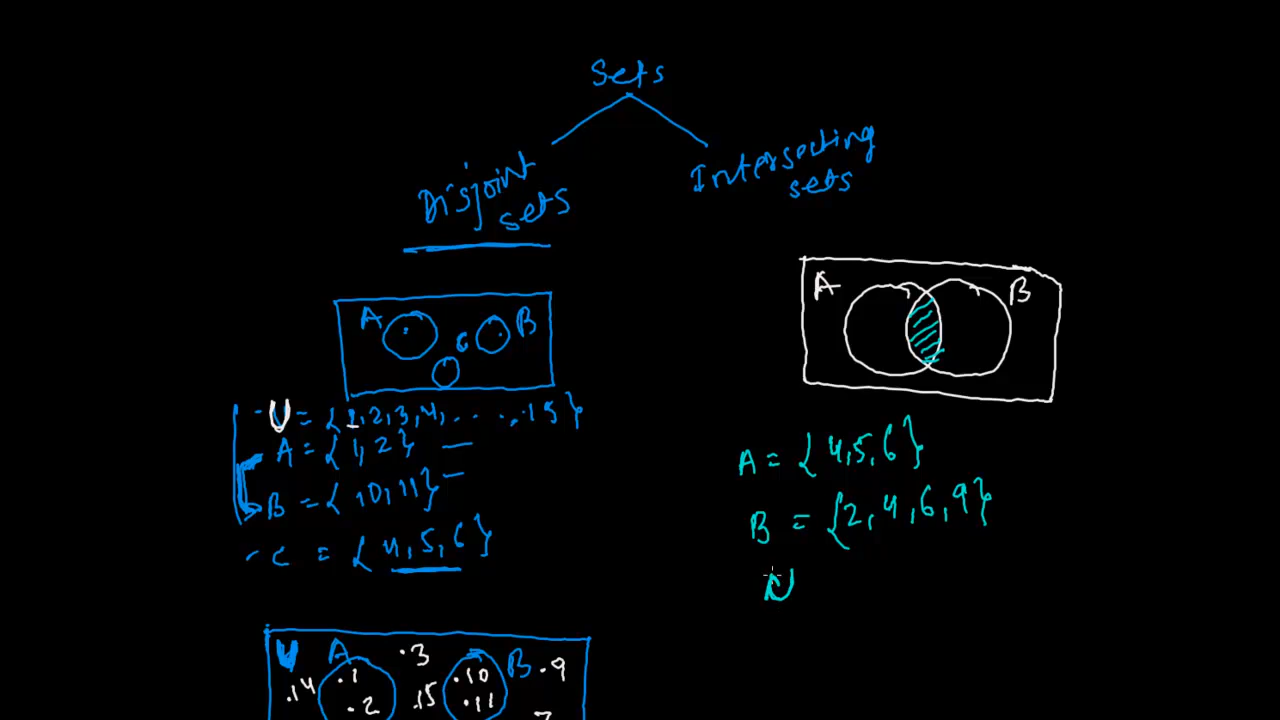 Sets
Disjoint
sets
Intersecting
sets
A B
C
A B
U = {1,2,3,4,.....,15}
A = {1,2}
B = {10,11}
C = {4,5,6}
A = {4,5,6}
B = {2,4,6,9}
U A .3 B .9
.1 .10
.14 .2 .15 .11